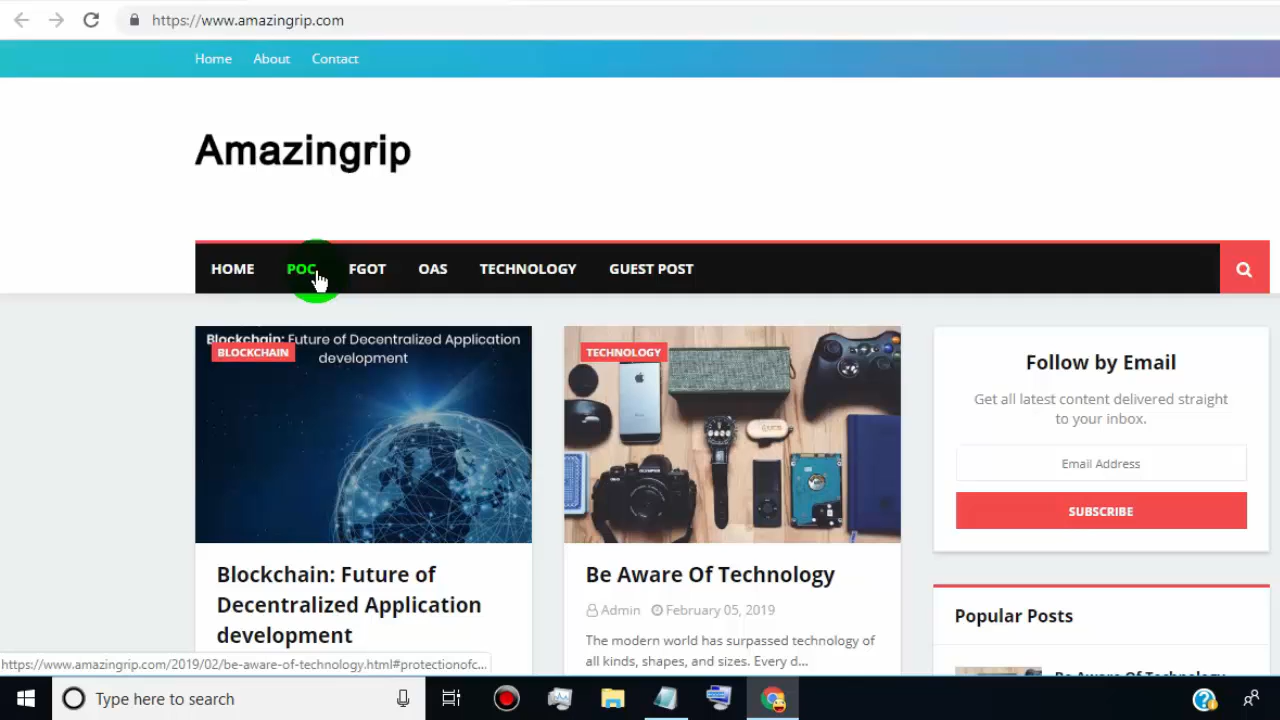 https://www.amazingrip.com
Home About Contact
Amazingrip
HOME POC FGOT OAS TECHNOLOGY GUEST POST
Blockchain: Future of Decentralized Application
development
BLOCKCHAIN
TECHNOLOGY
Blockchain: Future of
Decentralized Application
development
Be Aware Of Technology
Admin February 05, 2019
The modern world has surpassed technology of
all kinds, shapes, and sizes. Every d...
Follow by Email
Get all latest content delivered straight
to your inbox.
Email Address
SUBSCRIBE
Popular Posts
Be Aware Of Technology
https://www.amazingrip.com/2019/02/be-aware-of-technology.html#protectionofc...
Type here to search